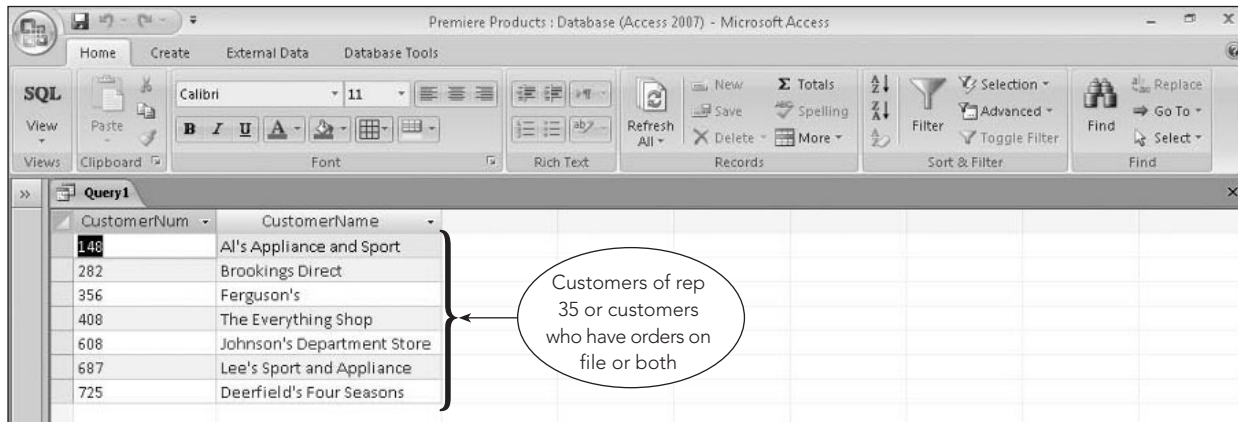 Premiere Products : Database (Access 2007) - Microsoft Access
Home Create External Data Database Tools
SQL
View
Views
Paste
Clipboard
Calibri 11
B I U A
Font
Rich Text
Refresh
All
New
Save
Delete
Σ Totals
Spelling
More
Records
Filter
Selection
Advanced
Toggle Filter
Sort & Filter
Find
Replace
Go To
Select
Find
Query1
CustomerNum CustomerName
148 Al's Appliance and Sport
282 Brookings Direct
356 Ferguson's
408 The Everything Shop
608 Johnson's Department Store
687 Lee's Sport and Appliance
725 Deerfield's Four Seasons
Customers of rep
35 or customers
who have orders on
file or both